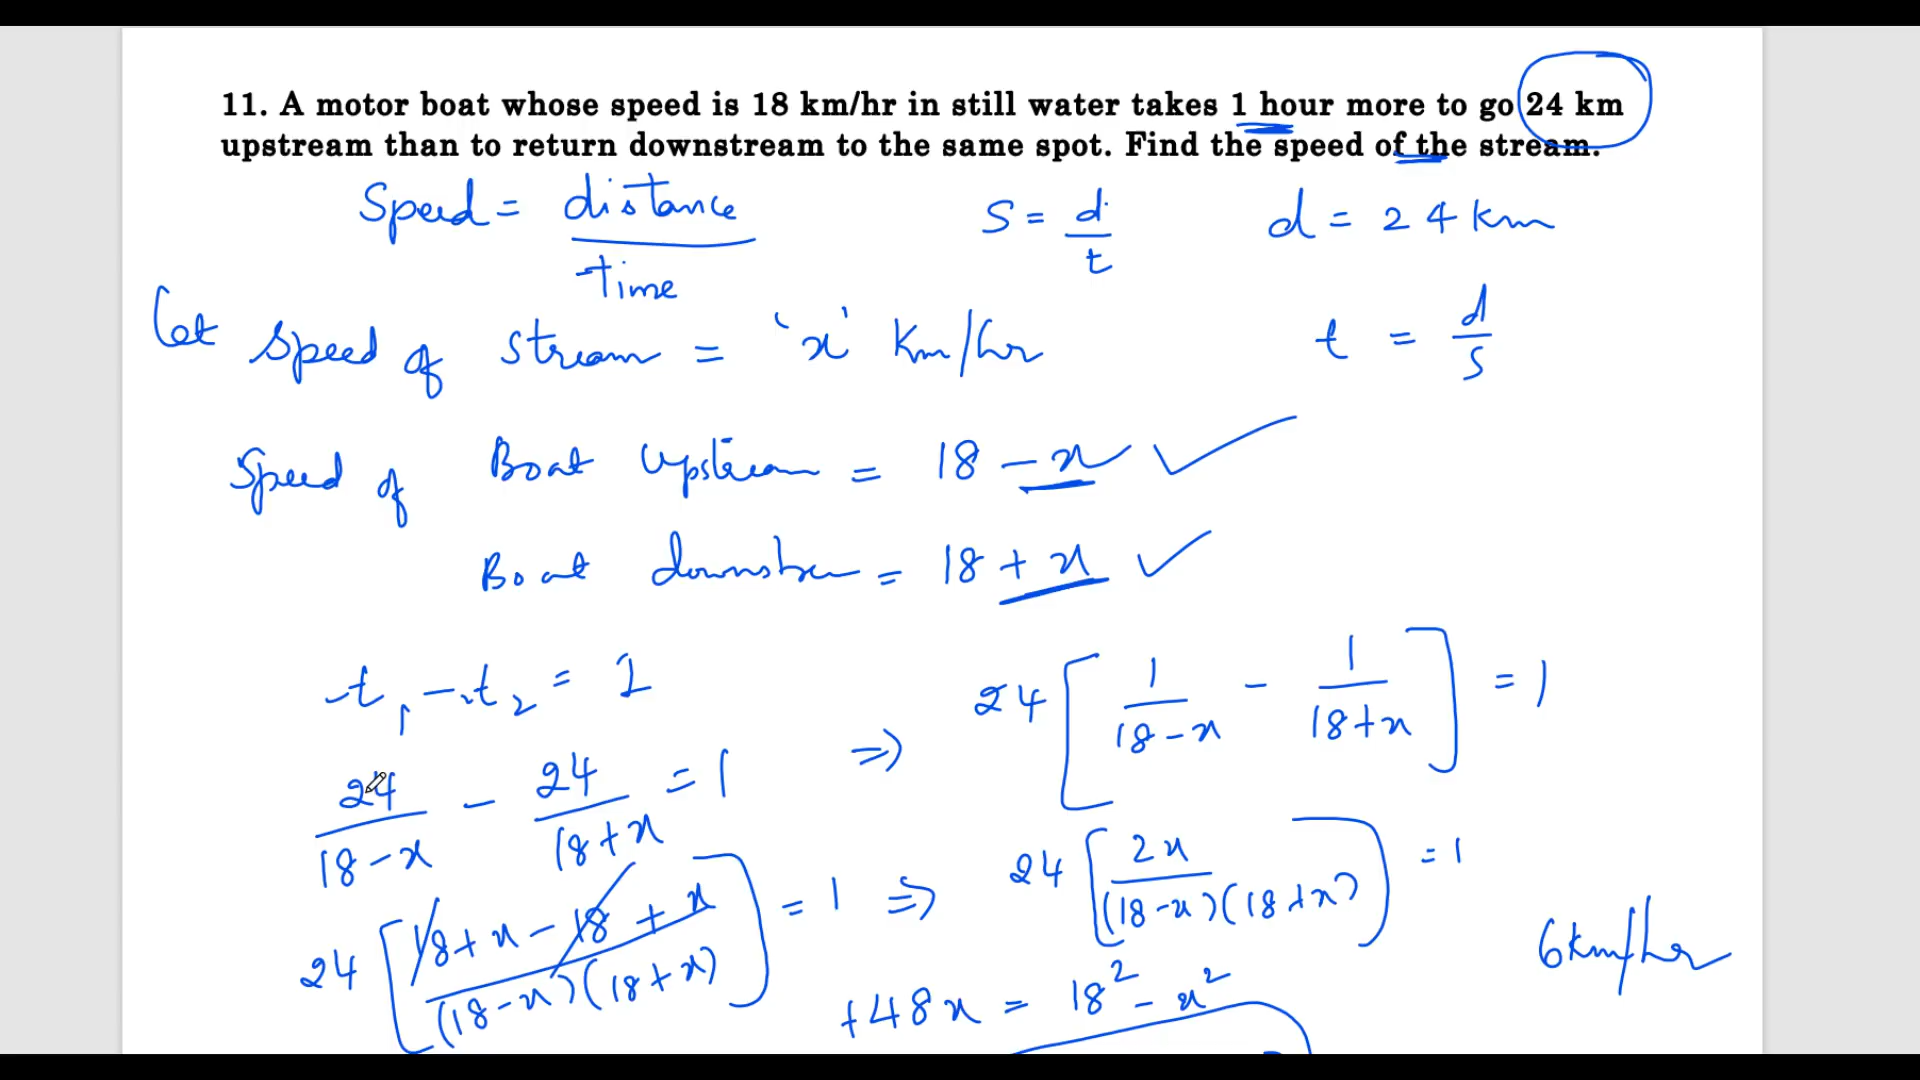 11. A motor boat whose speed is 18 km/hr in still water takes 1 hour more to go 24 km
upstream than to return downstream to the same spot. Find the speed of the stream.
Speed = distance / Time
S = d / t
d = 24 km
Let speed of stream = 'x' Km/hr
t = d / s
Speed of Boat upstream = 18 - x
Boat downstream = 18 + x
t₁ - t₂ = 1
24 [ 1/(18-x) - 1/(18+x) ] = 1
24/(18-x) - 24/(18+x) = 1 ⇒
24 [ (18+x-18+x) / (18-x)(18+x) ] = 1 ⇒
24 [ 2x / (18-x)(18+x) ] = 1
6km/hr
+48x = 18² - x²